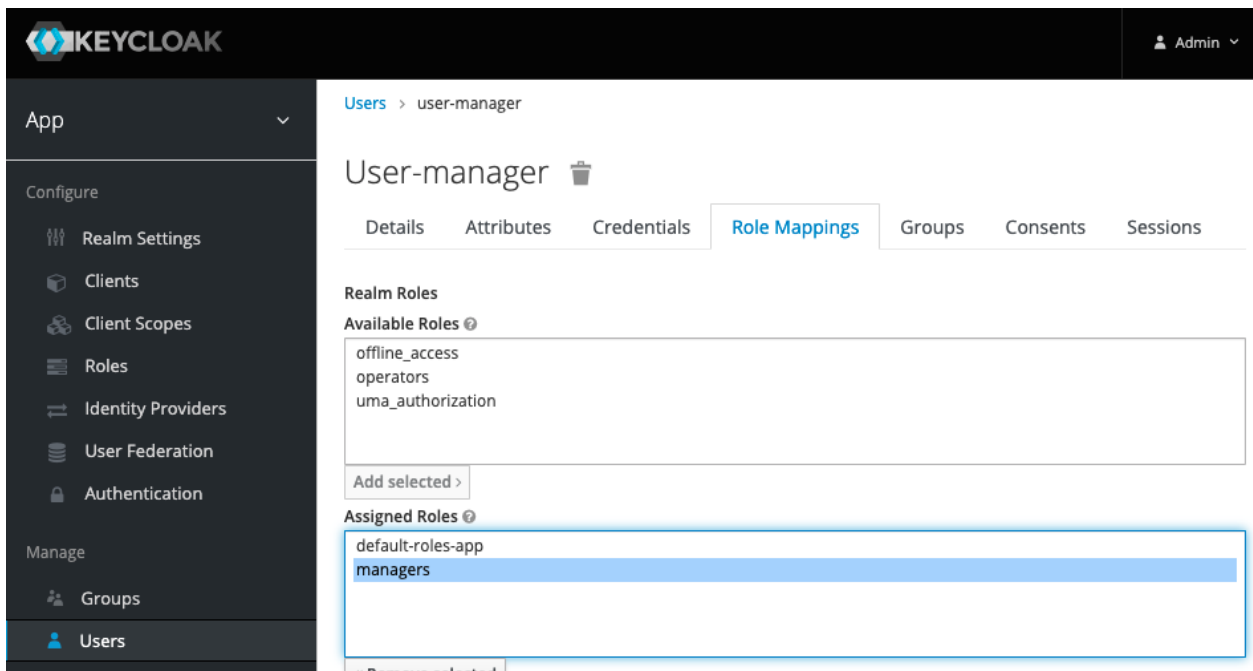 KEYCLOAK
Admin
App
Configure
Realm Settings
Clients
Client Scopes
Roles
Identity Providers
User Federation
Authentication
Manage
Groups
Users
Users > user-manager
User-manager
Details Attributes Credentials Role Mappings Groups Consents Sessions
Realm Roles
Available Roles
offline_access
operators
uma_authorization
Add selected >
Assigned Roles
default-roles-app
managers